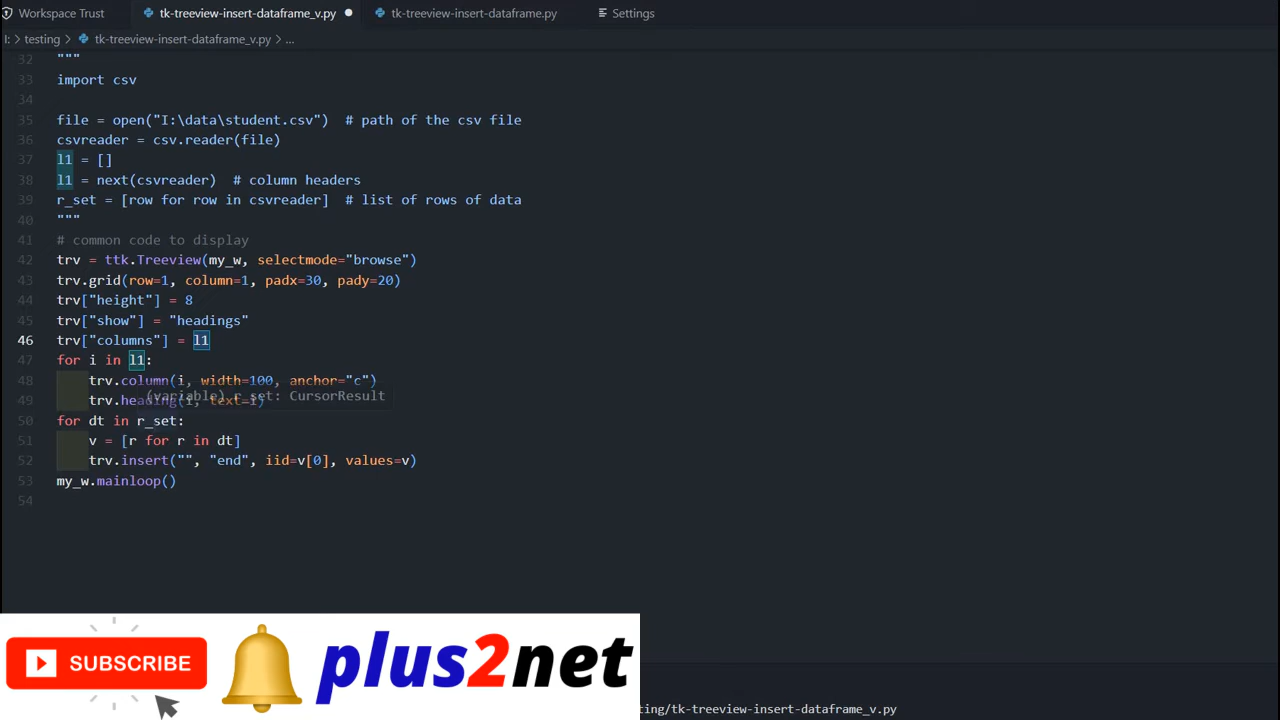 Workspace Trust tk-treeview-insert-dataframe_v.py tk-treeview-insert-dataframe.py Settings
I: testing tk-treeview-insert-dataframe_v.py ...
32 """
33 import csv
34
35 file = open("I:\data\student.csv") # path of the csv file
36 csvreader = csv.reader(file)
37 l1 = []
38 l1 = next(csvreader) # column headers
39 r_set = [row for row in csvreader] # list of rows of data
40 """
41 # common code to display
42 trv = ttk.Treeview(my_w, selectmode="browse")
43 trv.grid(row=1, column=1, padx=30, pady=20)
44 trv["height"] = 8
45 trv["show"] = "headings"
46 trv["columns"] = l1
47 for i in l1:
48 trv.column(i, width=100, anchor="c")
(variable) r_set: CursorResult
49 trv.heading(i, text=i)
50 for dt in r_set:
51 v = [r for r in dt]
52 trv.insert("", "end", iid=v[0], values=v)
53 my_w.mainloop()
54
SUBSCRIBE plus2net
ting/tk-treeview-insert-dataframe_v.py